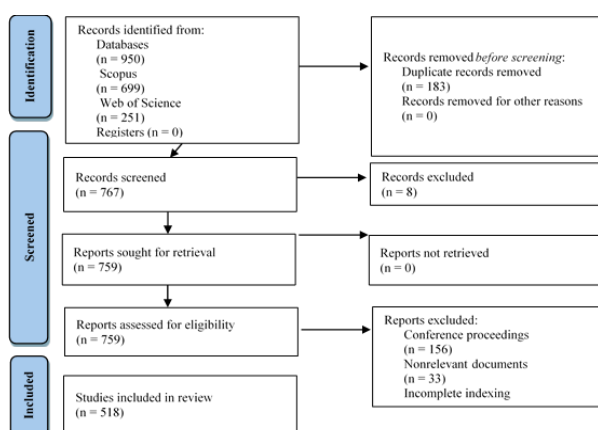 Identification
Records identified from:
Databases
(n = 950)
Scopus
(n = 699)
Web of Science
(n = 251)
Registers (n = 0)
Records removed before screening:
Duplicate records removed
(n = 183)
Records removed for other reasons
(n = 0)
Screened
Records screened
(n = 767)
Records excluded
(n = 8)
Reports sought for retrieval
(n = 759)
Reports not retrieved
(n = 0)
Reports assessed for eligibility
(n = 759)
Reports excluded:
Conference proceedings
(n = 156)
Nonrelevant documents
(n = 33)
Incomplete indexing
Included
Studies included in review
(n = 518)